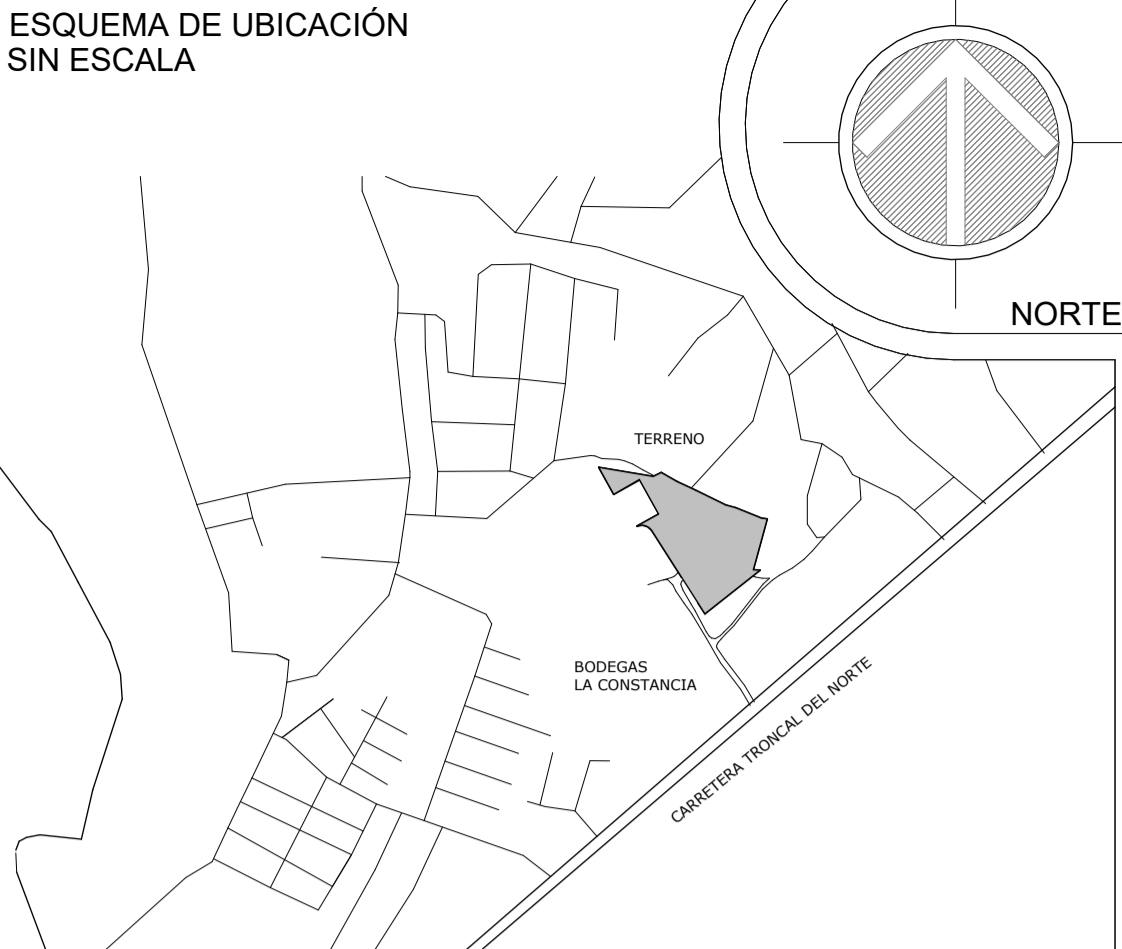 ESQUEMA DE UBICACIÓN
SIN ESCALA
NORTE
TERRENO
BODEGAS
LA CONSTANCIA
CARRETERA TRONCAL DEL NORTE